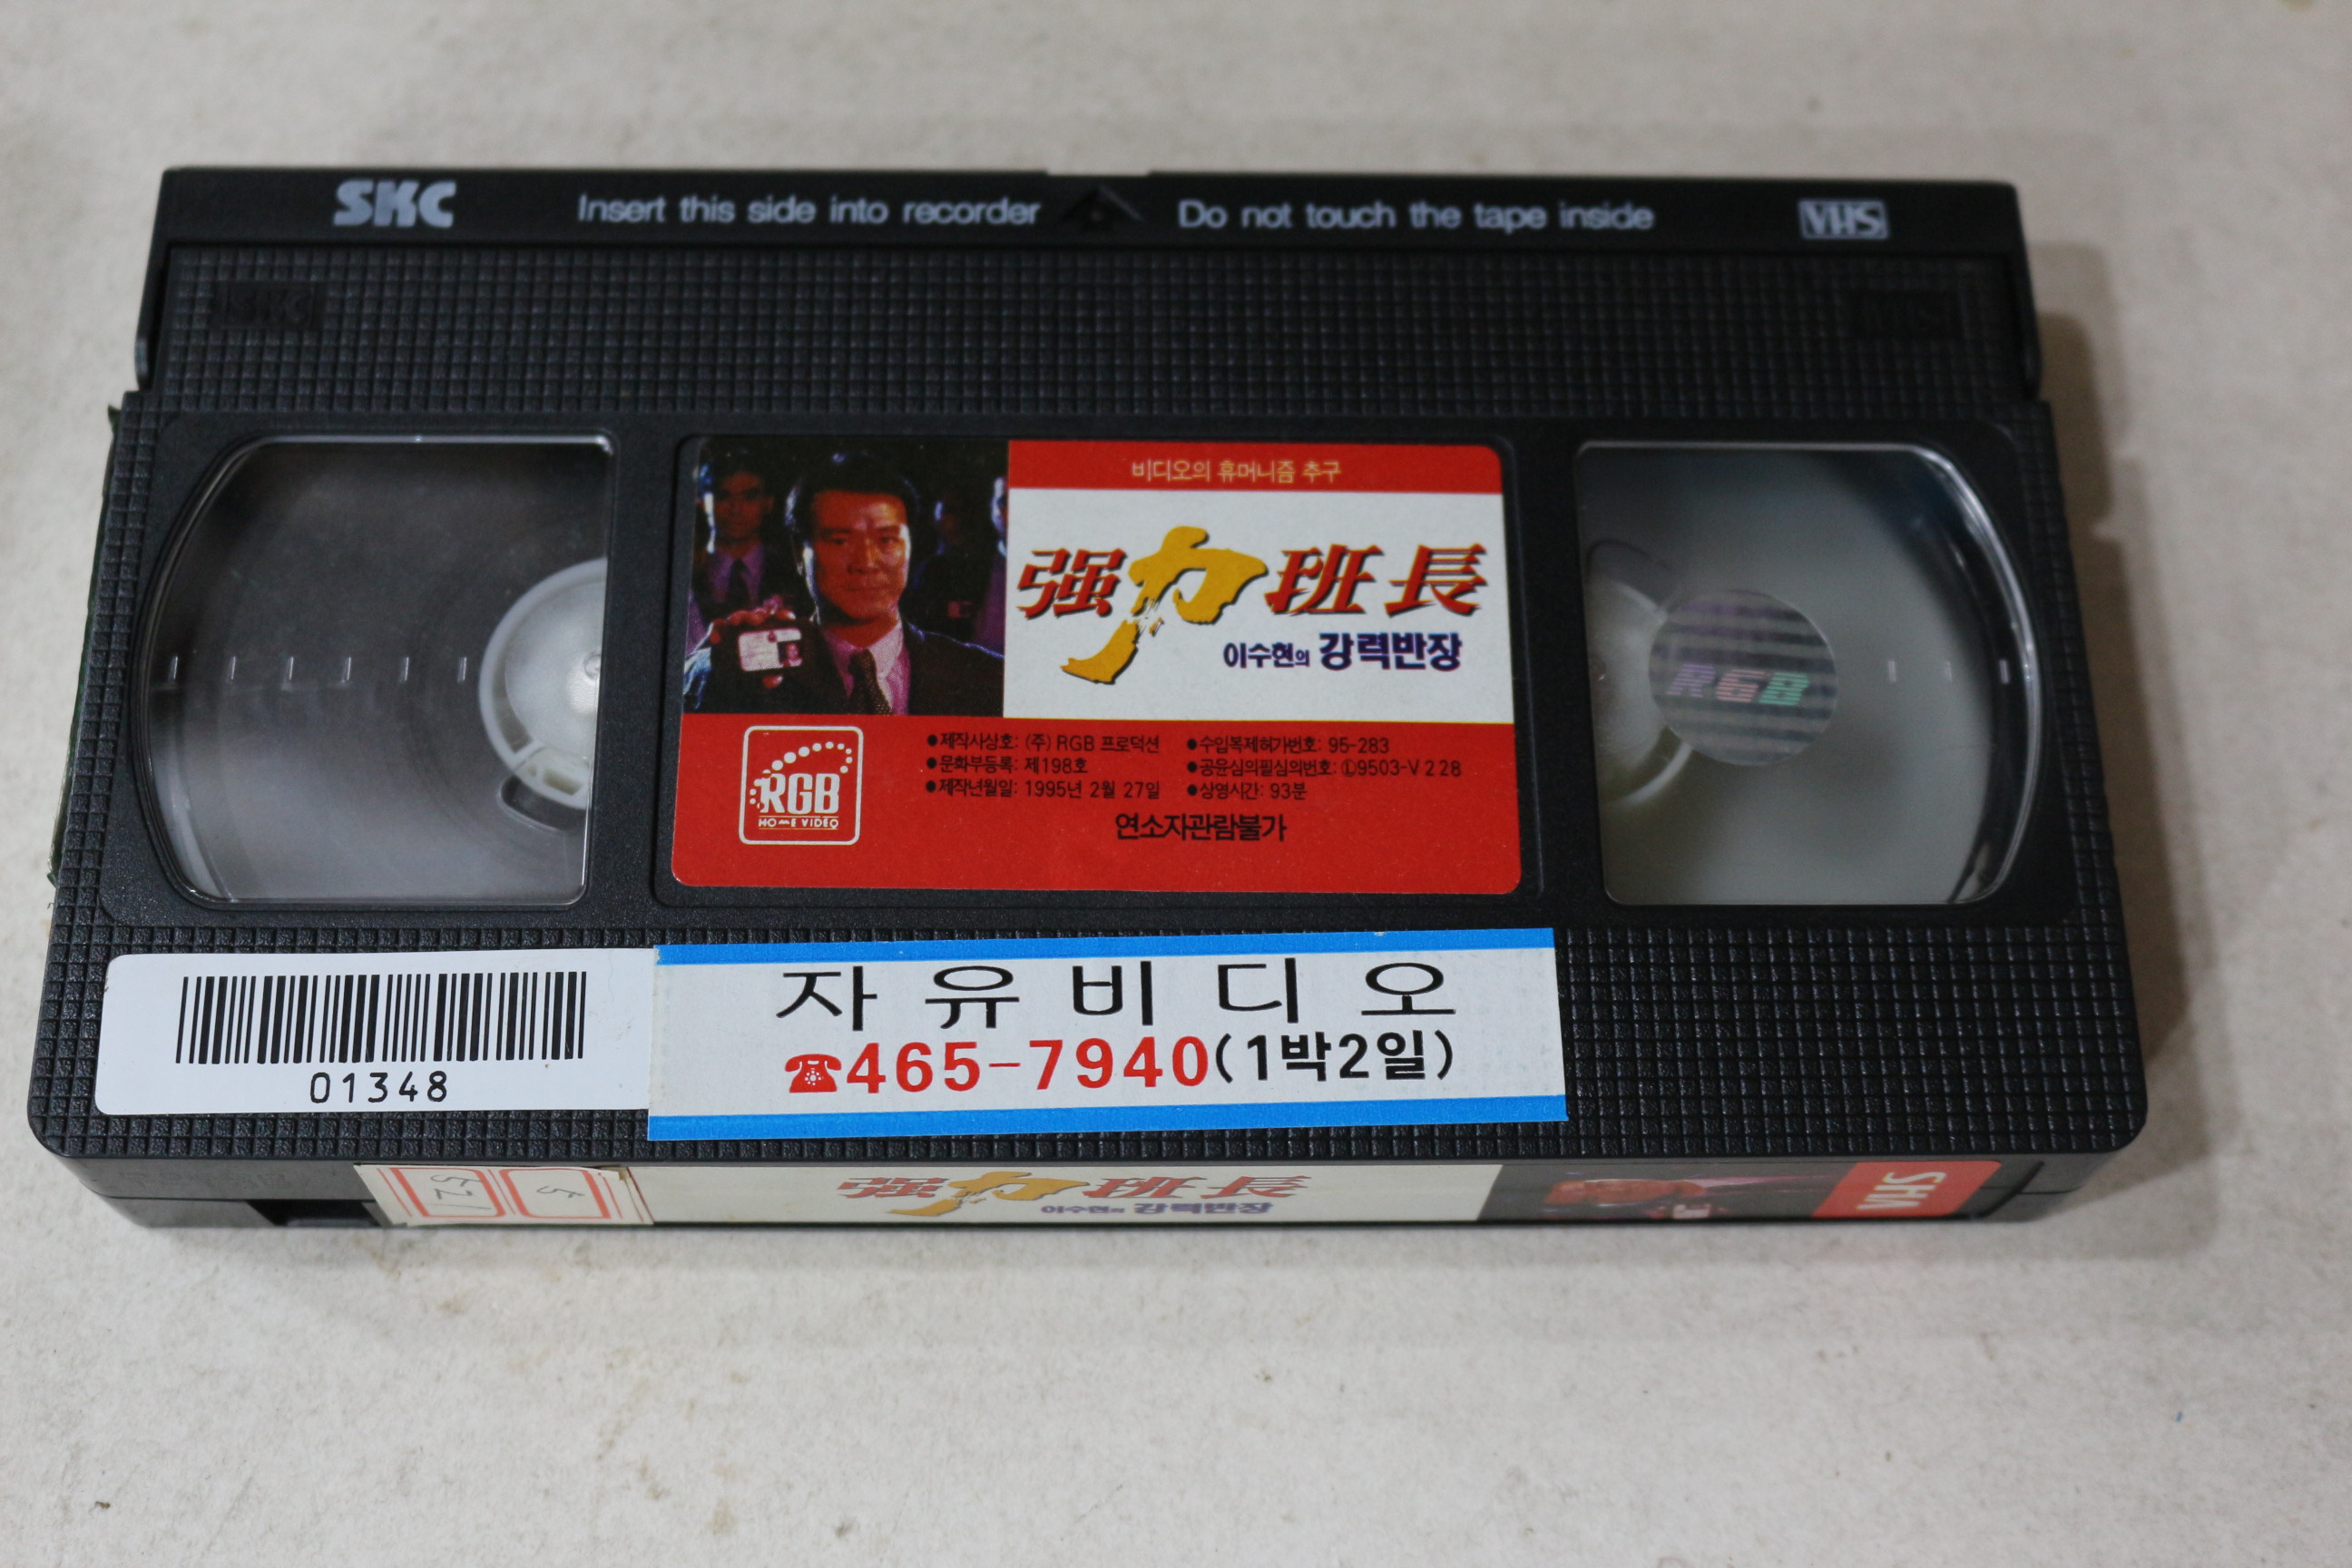 SKC Insert this side into recorder Do not touch the tape inside VHS
비디오의 휴머니즘 추구
强力班長
이수현의 강력반장
RGB
HOME VIDEO
●제작사상호: (주) RGB 프로덕션
●문화부등록: 제198호
●제작년월일: 1995년 2월 27일
●수입복제허가번호: 95-283
●공윤심의필심의번호: Ⓛ9503-V228
●상영시간: 93분
연소자관람불가
RGB
01348
자유비디오
☎465-7940(1박2일)
强力班長
이수현의 강력반장
VHS